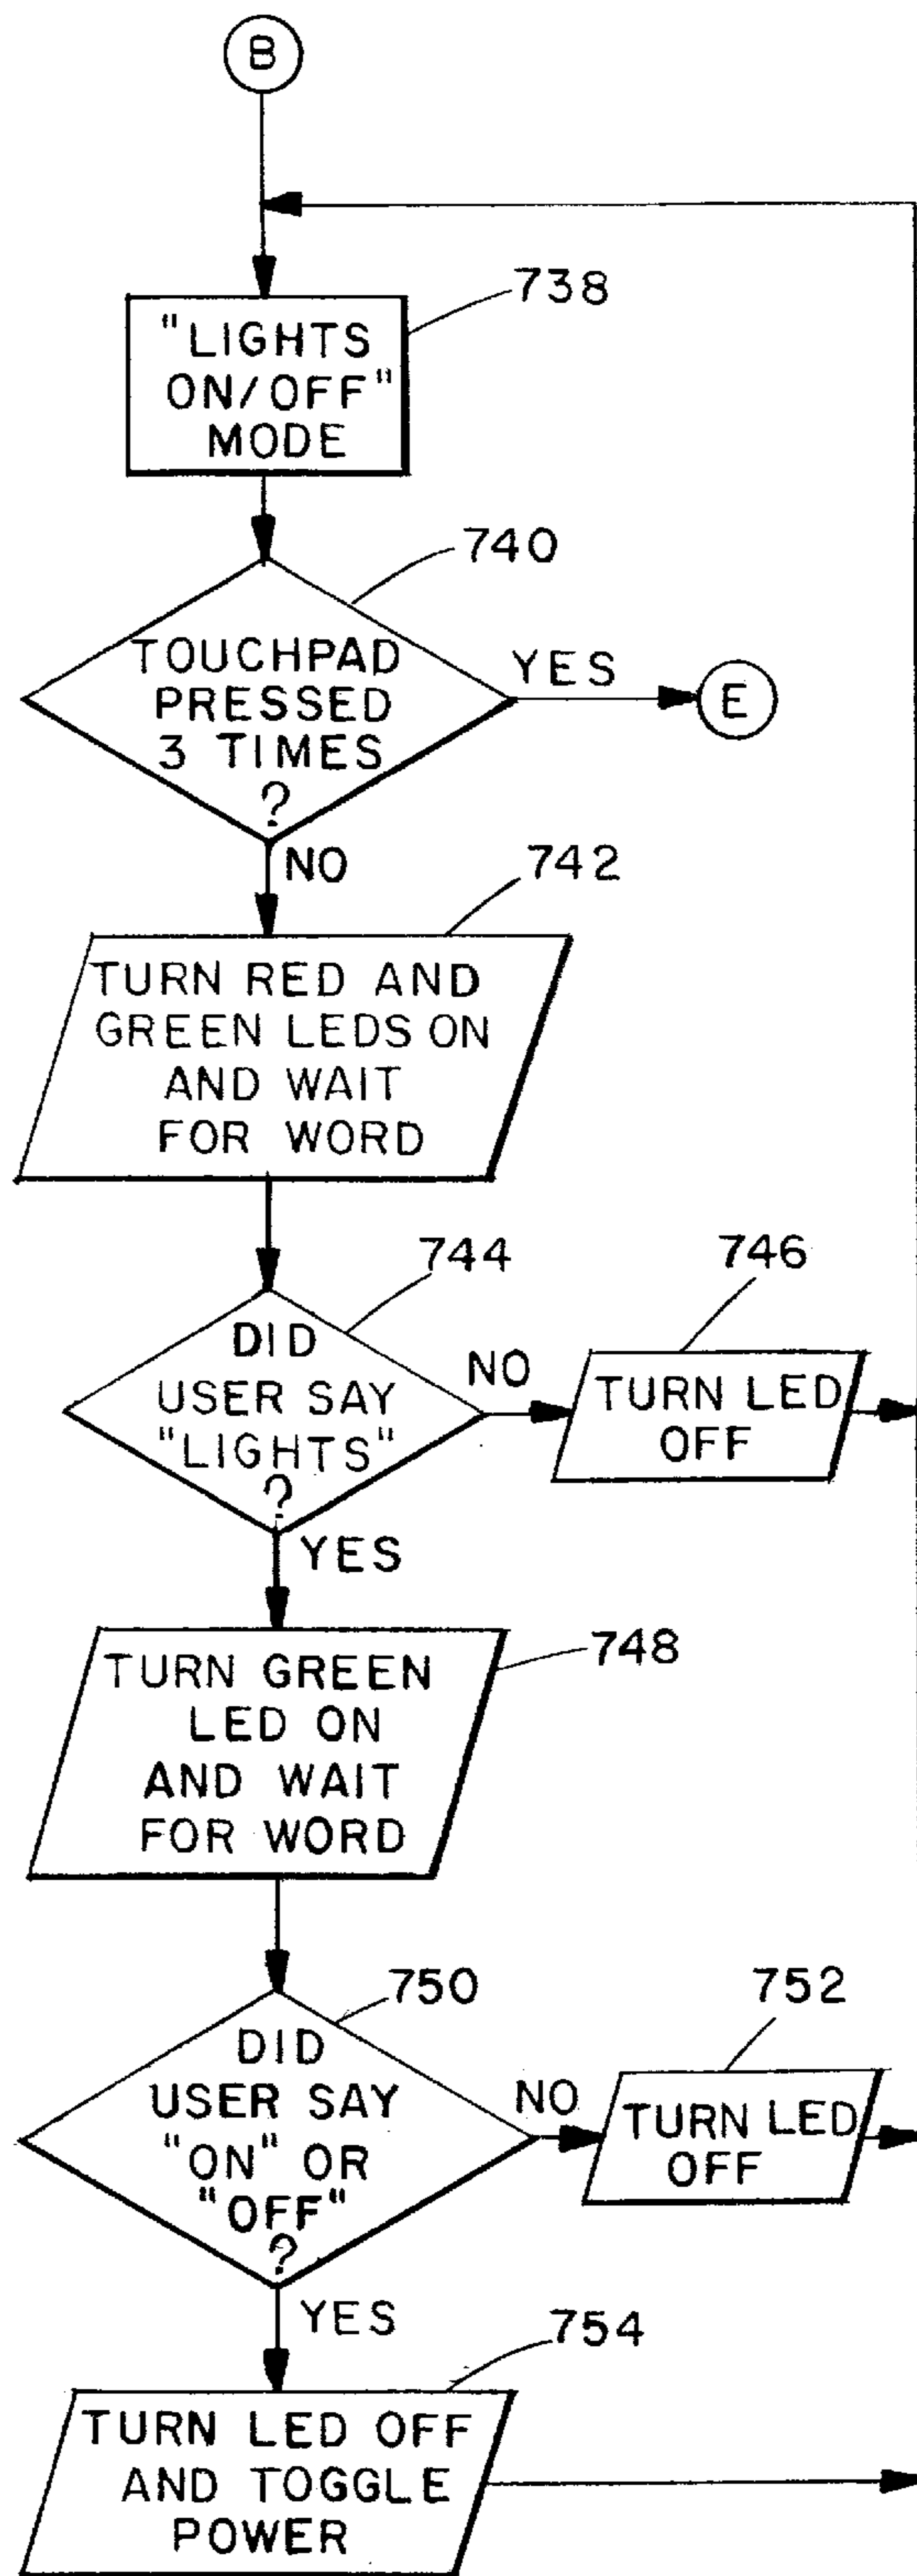 B
738
"LIGHTS
ON/OFF"
MODE
740
TOUCHPAD
PRESSED
3 TIMES
?
YES
E
NO
742
TURN RED AND
GREEN LEDS ON
AND WAIT
FOR WORD
744
DID
USER SAY
"LIGHTS"
?
NO
746
TURN LED
OFF
YES
748
TURN GREEN
LED ON
AND WAIT
FOR WORD
750
DID
USER SAY
"ON" OR
"OFF"
?
NO
752
TURN LED
OFF
YES
754
TURN LED OFF
AND TOGGLE
POWER